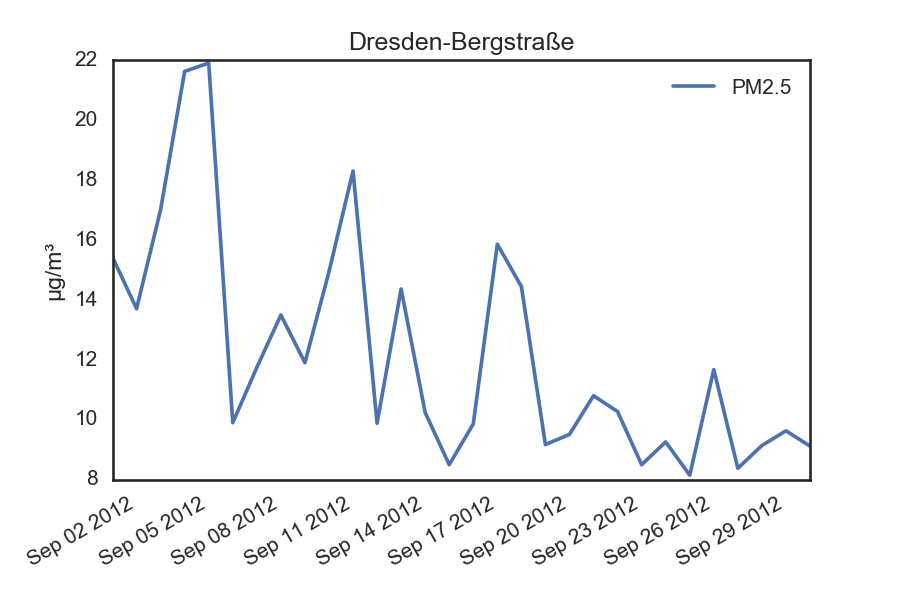 Dresden-Bergstraße
22
20
18
16
14
12
10
8
µg/m³
PM2.5
Sep 02 2012
Sep 05 2012
Sep 08 2012
Sep 11 2012
Sep 14 2012
Sep 17 2012
Sep 20 2012
Sep 23 2012
Sep 26 2012
Sep 29 2012